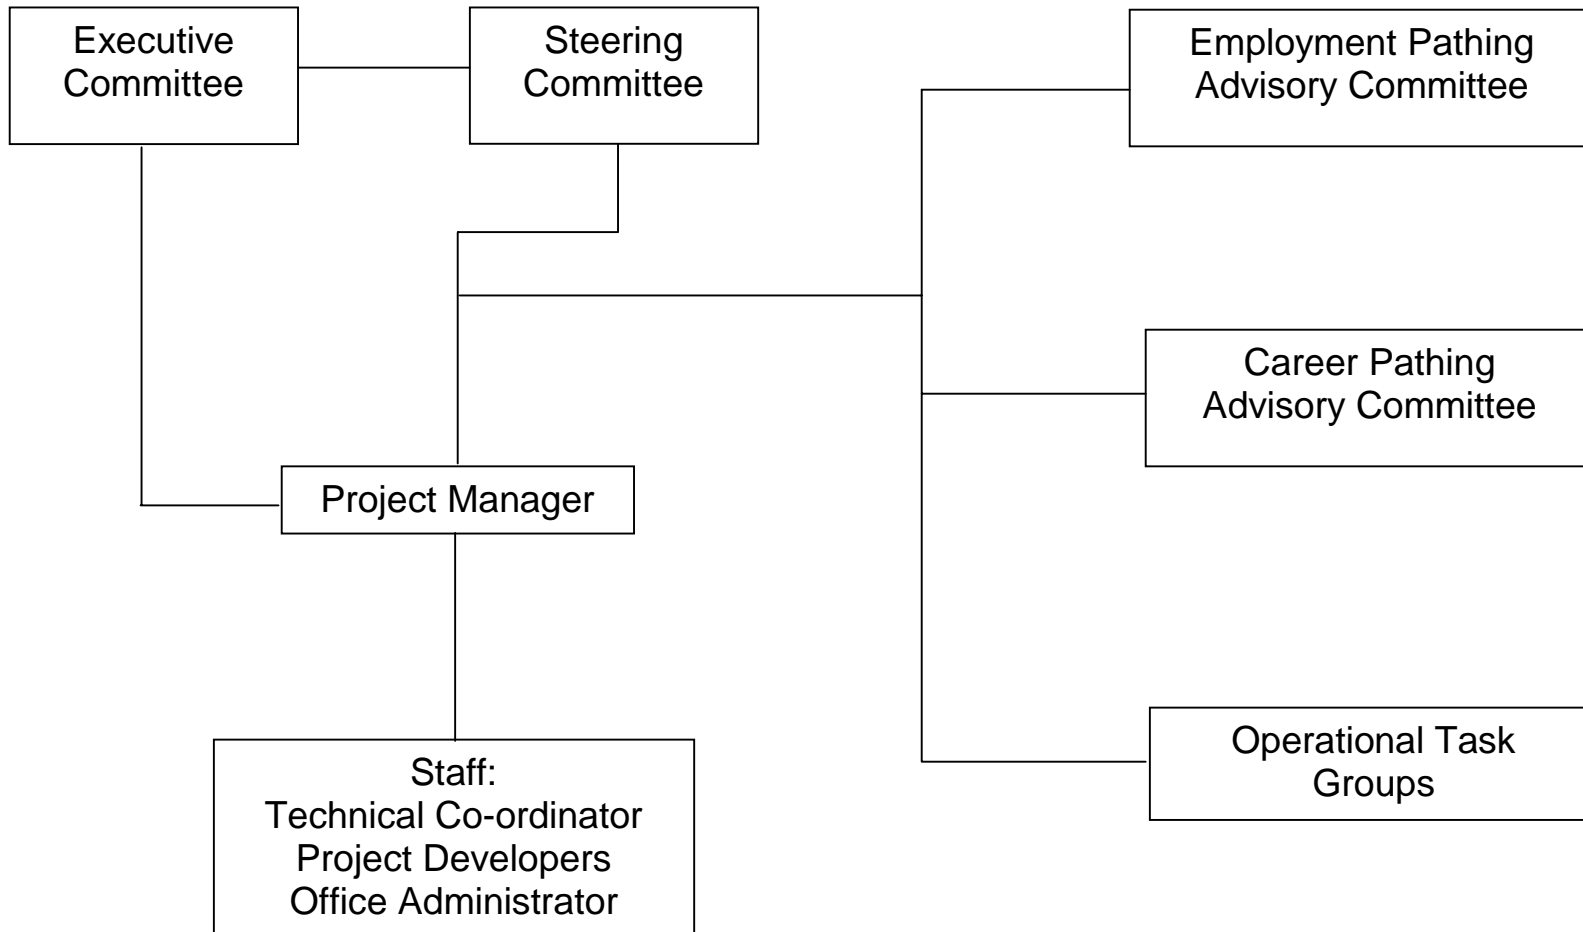 Executive
Committee
Steering
Committee
Employment Pathing
Advisory Committee
Career Pathing
Advisory Committee
Project Manager
Operational Task
Groups
Staff:
Technical Co-ordinator
Project Developers
Office Administrator